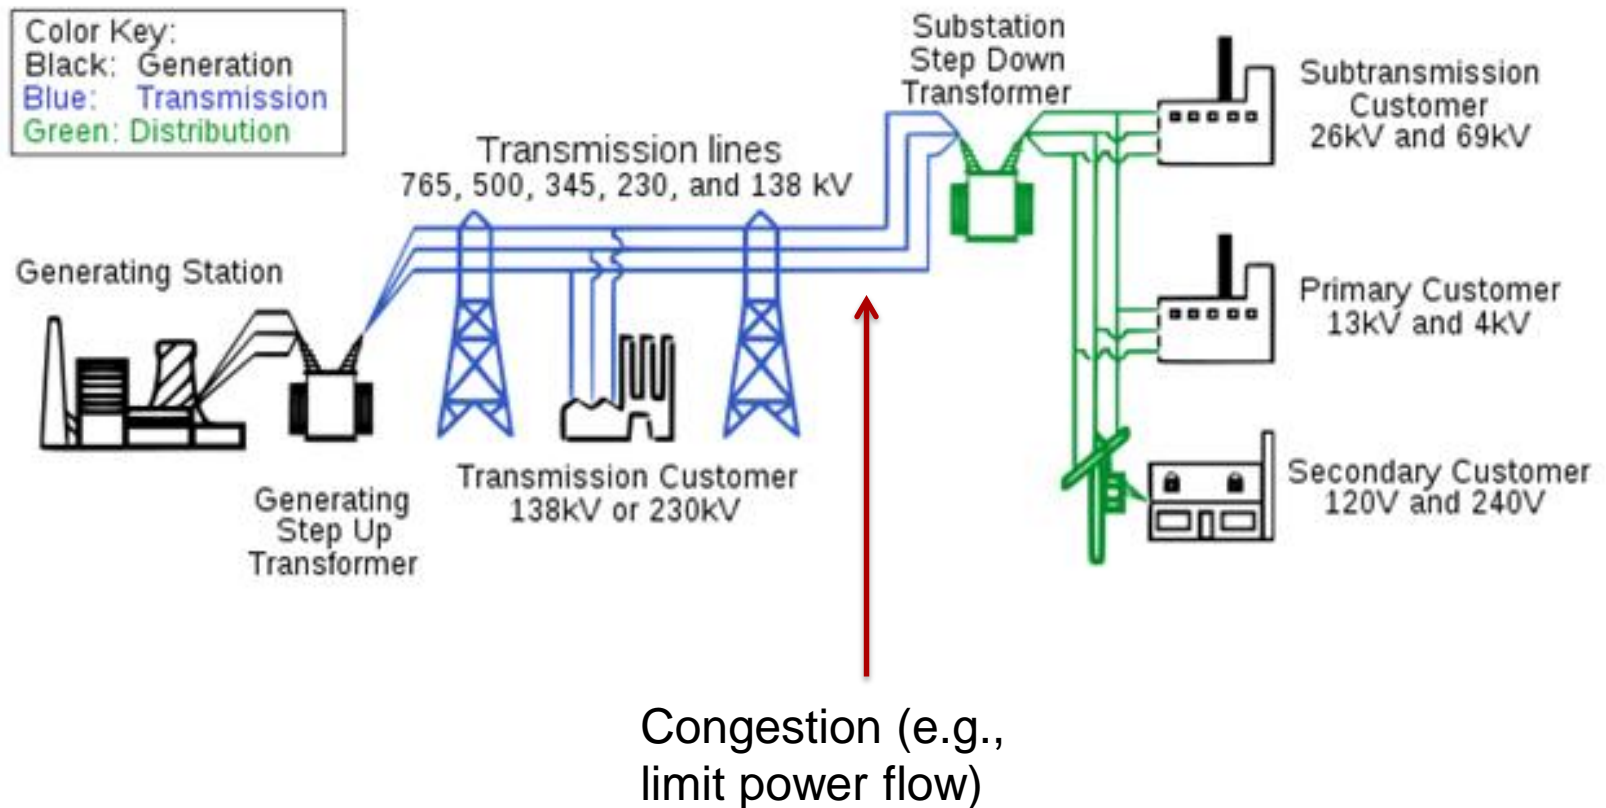 Color Key:
Black: Generation
Blue: Transmission
Green: Distribution
Substation
Step Down
Transformer
Subtransmission
Customer
26kV and 69kV
Transmission lines
765, 500, 345, 230, and 138 kV
Generating Station
Primary Customer
13kV and 4kV
Transmission Customer
138kV or 230kV
Secondary Customer
120V and 240V
Generating
Step Up
Transformer
Congestion (e.g.,
limit power flow)